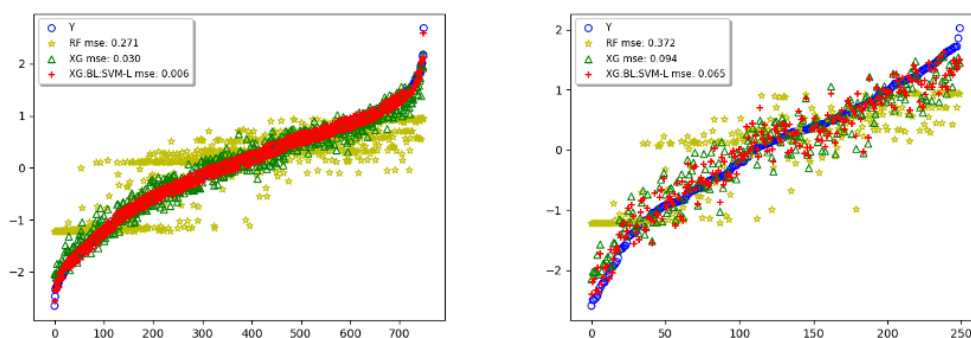 Y
RF mse: 0.271
XG mse: 0.030
XG:BL:SVM-L mse: 0.006
2
1
0
−1
−2
0 100 200 300 400 500 600 700
Y
RF mse: 0.372
XG mse: 0.094
XG:BL:SVM-L mse: 0.065
2
1
0
−1
−2
0 50 100 150 200 250